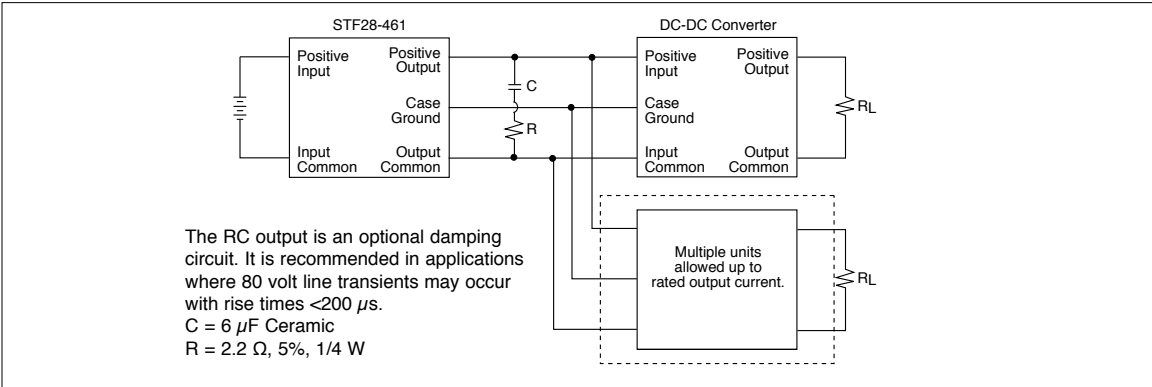 STF28-461
Positive
Input
Positive
Output
Case
Ground
Input
Common
Output
Common
C
R
DC-DC Converter
Positive
Input
Positive
Output
Case
Ground
Input
Common
Output
Common
RL
Multiple units
allowed up to
rated output current.
RL
The RC output is an optional damping
circuit. It is recommended in applications
where 80 volt line transients may occur
with rise times <200 µs.
C = 6 µF Ceramic
R = 2.2 Ω, 5%, 1/4 W